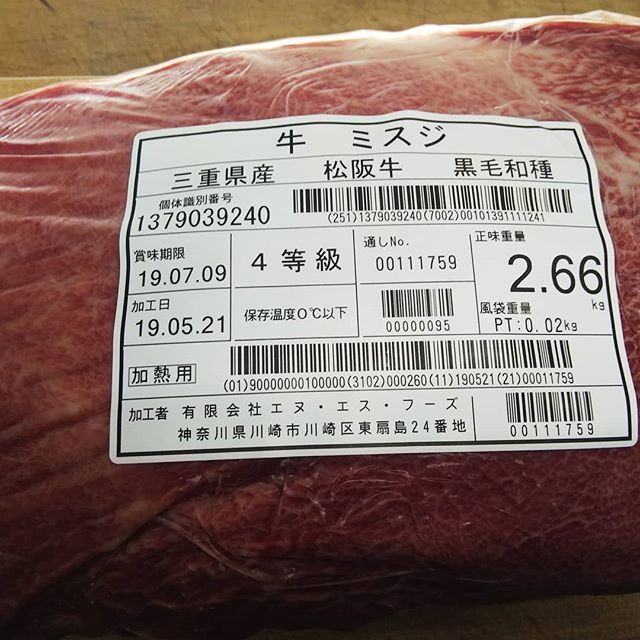 牛 ミスジ
三重県産 松阪牛 黒毛和種
個体識別番号
1379039240
(251)1379039240(7002)00101391111241
賞味期限
19.07.09
4等級
通しNo.
00111759
正味重量
2.66
kg
加工日
19.05.21
保存温度0℃以下
00000095
風袋重量
PT:0.02kg
加熱用
(01)90000000100000(3102)000260(11)190521(21)00011759
加工者 有限会社エヌ・エス・フーズ
神奈川県川崎市川崎区東扇島24番地
00111759